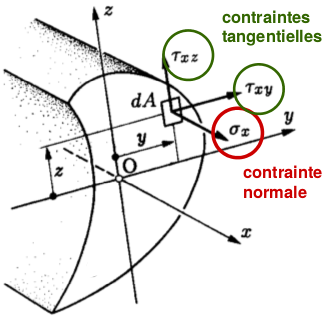 z
contraintes
tangentielles
τxz
dA
τxy
y
y
σx
z
O
contrainte
normale
x